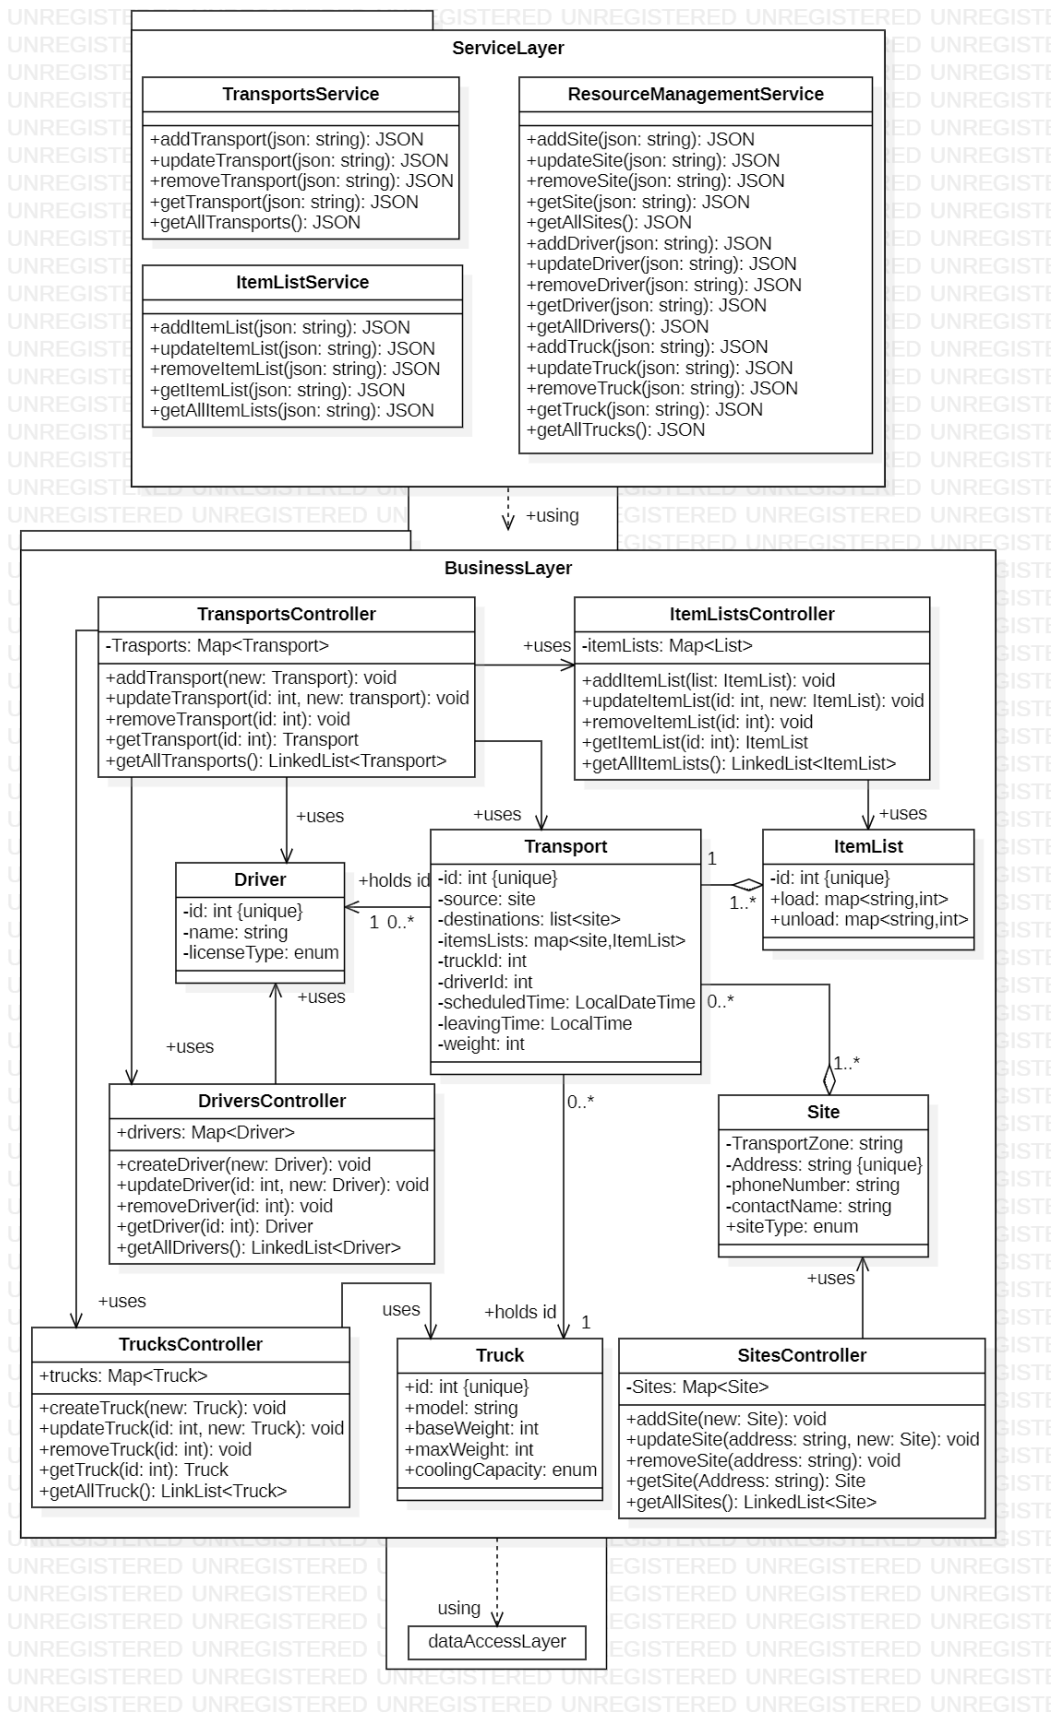 ServiceLayer
TransportsService
+addTransport(json: string): JSON
+updateTransport(json: string): JSON
+removeTransport(json: string): JSON
+getTransport(json: string): JSON
+getAllTransports(): JSON
ItemListService
+addItemList(json: string): JSON
+updateItemList(json: string): JSON
+removeItemList(json: string): JSON
+getItemList(json: string): JSON
+getAllItemLists(json: string): JSON
ResourceManagementService
+addSite(json: string): JSON
+updateSite(json: string): JSON
+removeSite(json: string): JSON
+getSite(json: string): JSON
+getAllSites(): JSON
+addDriver(json: string): JSON
+updateDriver(json: string): JSON
+removeDriver(json: string): JSON
+getDriver(json: string): JSON
+getAllDrivers(): JSON
+addTruck(json: string): JSON
+updateTruck(json: string): JSON
+removeTruck(json: string): JSON
+getTruck(json: string): JSON
+getAllTrucks(): JSON
+using
BusinessLayer
TransportsController
-Trasports: Map<Transport>
+addTransport(new: Transport): void
+updateTransport(id: int, new: transport): void
+removeTransport(id: int): void
+getTransport(id: int): Transport
+getAllTransports(): LinkedList<Transport>
+uses
ItemListsController
-itemLists: Map<List>
+addItemList(list: ItemList): void
+updateItemList(id: int, new: ItemList): void
+removeItemList(id: int): void
+getItemList(id: int): ItemList
+getAllItemLists(): LinkedList<ItemList>
+uses
+uses
+uses
Driver
-id: int {unique}
-name: string
-licenseType: enum
+holds id
1 0..*
Transport
-id: int {unique}
-source: site
-destinations: list<site>
-itemsLists: map<site,ItemList>
-truckId: int
-driverId: int
-scheduledTime: LocalDateTime
-leavingTime: LocalTime
-weight: int
1
1..*
ItemList
-id: int {unique}
+load: map<string,int>
+unload: map<string,int>
+uses
0..*
+uses
1..*
0..*
DriversController
+drivers: Map<Driver>
+createDriver(new: Driver): void
+updateDriver(id: int, new: Driver): void
+removeDriver(id: int): void
+getDriver(id: int): Driver
+getAllDrivers(): LinkedList<Driver>
Site
-TransportZone: string
-Address: string {unique}
-phoneNumber: string
-contactName: string
+siteType: enum
+uses
+uses
uses
+holds id
1
TrucksController
+trucks: Map<Truck>
+createTruck(new: Truck): void
+updateTruck(id: int, new: Truck): void
+removeTruck(id: int): void
+getTruck(id: int): Truck
+getAllTruck(): LinkList<Truck>
Truck
+id: int {unique}
+model: string
+baseWeight: int
+maxWeight: int
+coolingCapacity: enum
SitesController
-Sites: Map<Site>
+addSite(new: Site): void
+updateSite(address: string, new: Site): void
+removeSite(address: string): void
+getSite(Address: string): Site
+getAllSites(): LinkedList<Site>
using
dataAccessLayer
UNREGISTERED